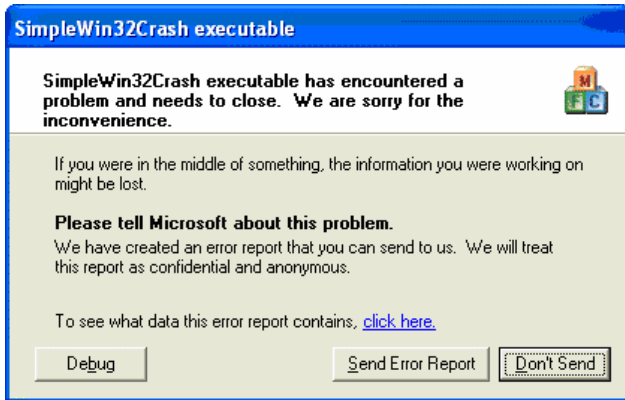 SimpleWin32Crash executable
SimpleWin32Crash executable has encountered a
problem and needs to close. We are sorry for the
inconvenience.
M
F C
If you were in the middle of something, the information you were working on
might be lost.
Please tell Microsoft about this problem.
We have created an error report that you can send to us. We will treat
this report as confidential and anonymous.
To see what data this error report contains, click here.
Debug
Send Error Report
Don't Send